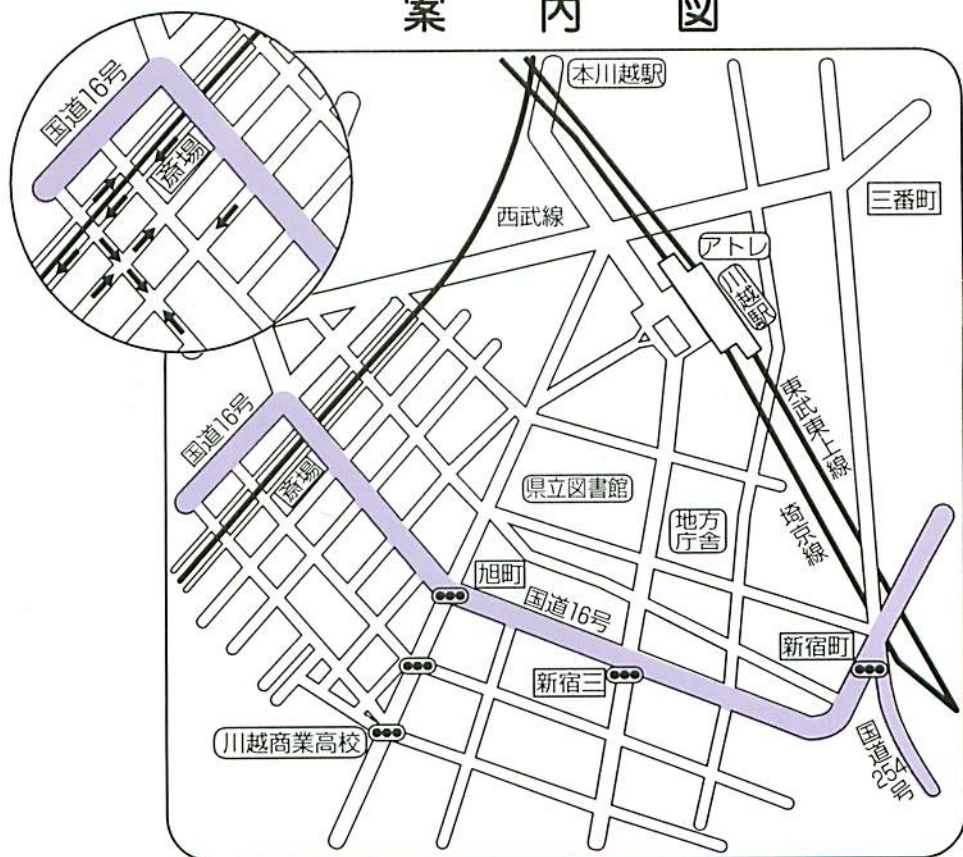 案内図
国道16号
斎場
本川越駅
西武線
三番町
アトレ
川越駅
東武東上線
埼京線
国道16号
斎場
県立図書館
地方
庁舎
旭町
国道16号
新宿町
新宿三
川越商業高校
国道
254号